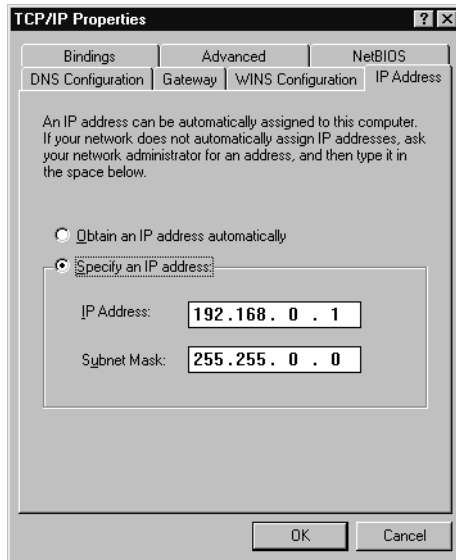 TCP/IP Properties
? ×
Bindings Advanced NetBIOS
DNS Configuration Gateway WINS Configuration IP Address
An IP address can be automatically assigned to this computer.
If your network does not automatically assign IP addresses, ask
your network administrator for an address, and then type it in
the space below.
Obtain an IP address automatically
Specify an IP address:
IP Address: 192.168. 0 . 1
Subnet Mask: 255.255. 0 . 0
OK Cancel